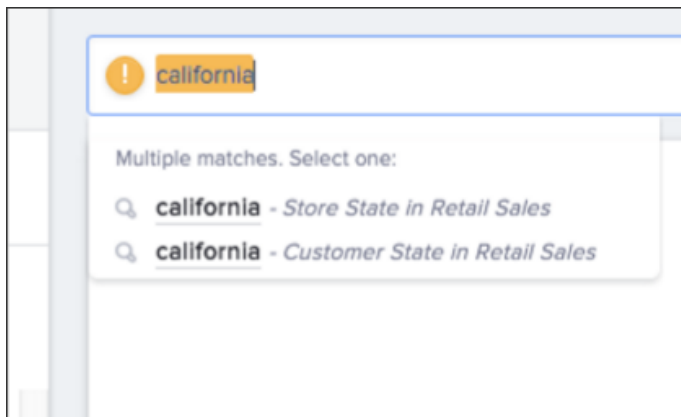 california
Multiple matches. Select one:
california - Store State in Retail Sales
california - Customer State in Retail Sales